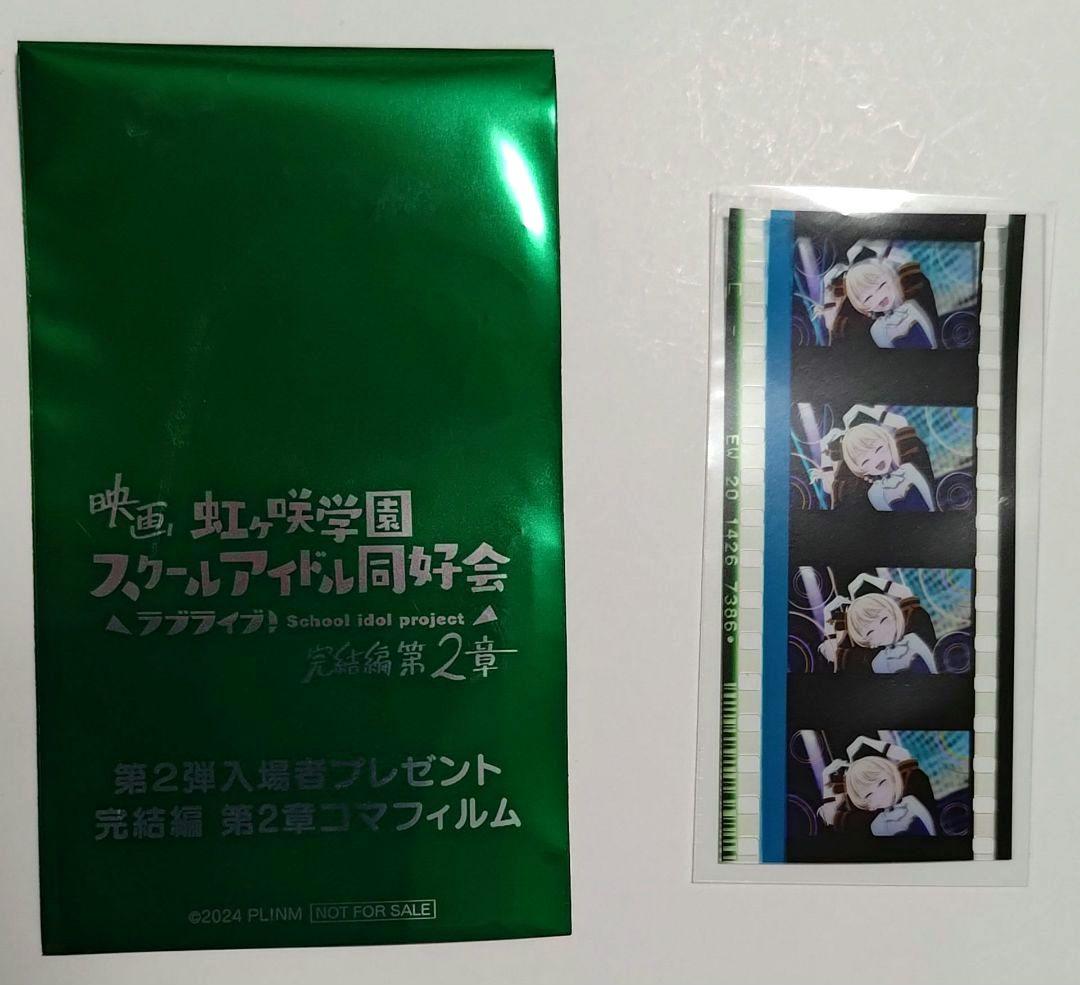 映画 虹ヶ咲学園
スクールアイドル同好会
ラブライブ! School idol project
完結編 第2章
第2弾入場者プレゼント
完結編 第2章コマフィルム
©2024 PL!NM NOT FOR SALE
EW 20 1426 7386